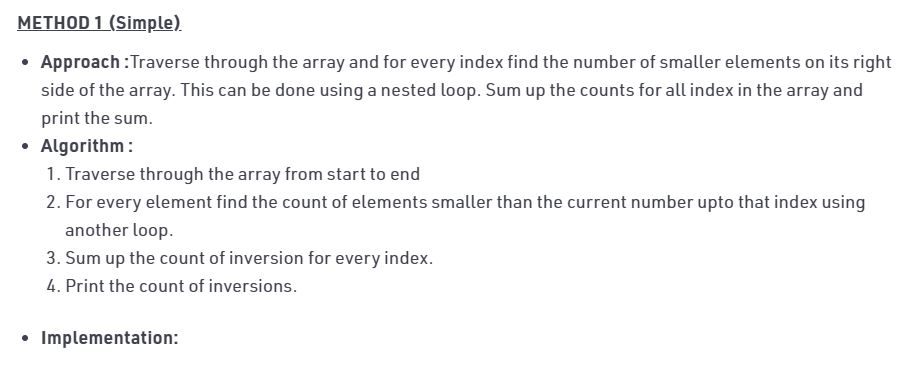 METHOD 1 (Simple)
• Approach :Traverse through the array and for every index find the number of smaller elements on its right
side of the array. This can be done using a nested loop. Sum up the counts for all index in the array and
print the sum.
• Algorithm :
1. Traverse through the array from start to end
2. For every element find the count of elements smaller than the current number upto that index using
another loop.
3. Sum up the count of inversion for every index.
4. Print the count of inversions.
• Implementation: